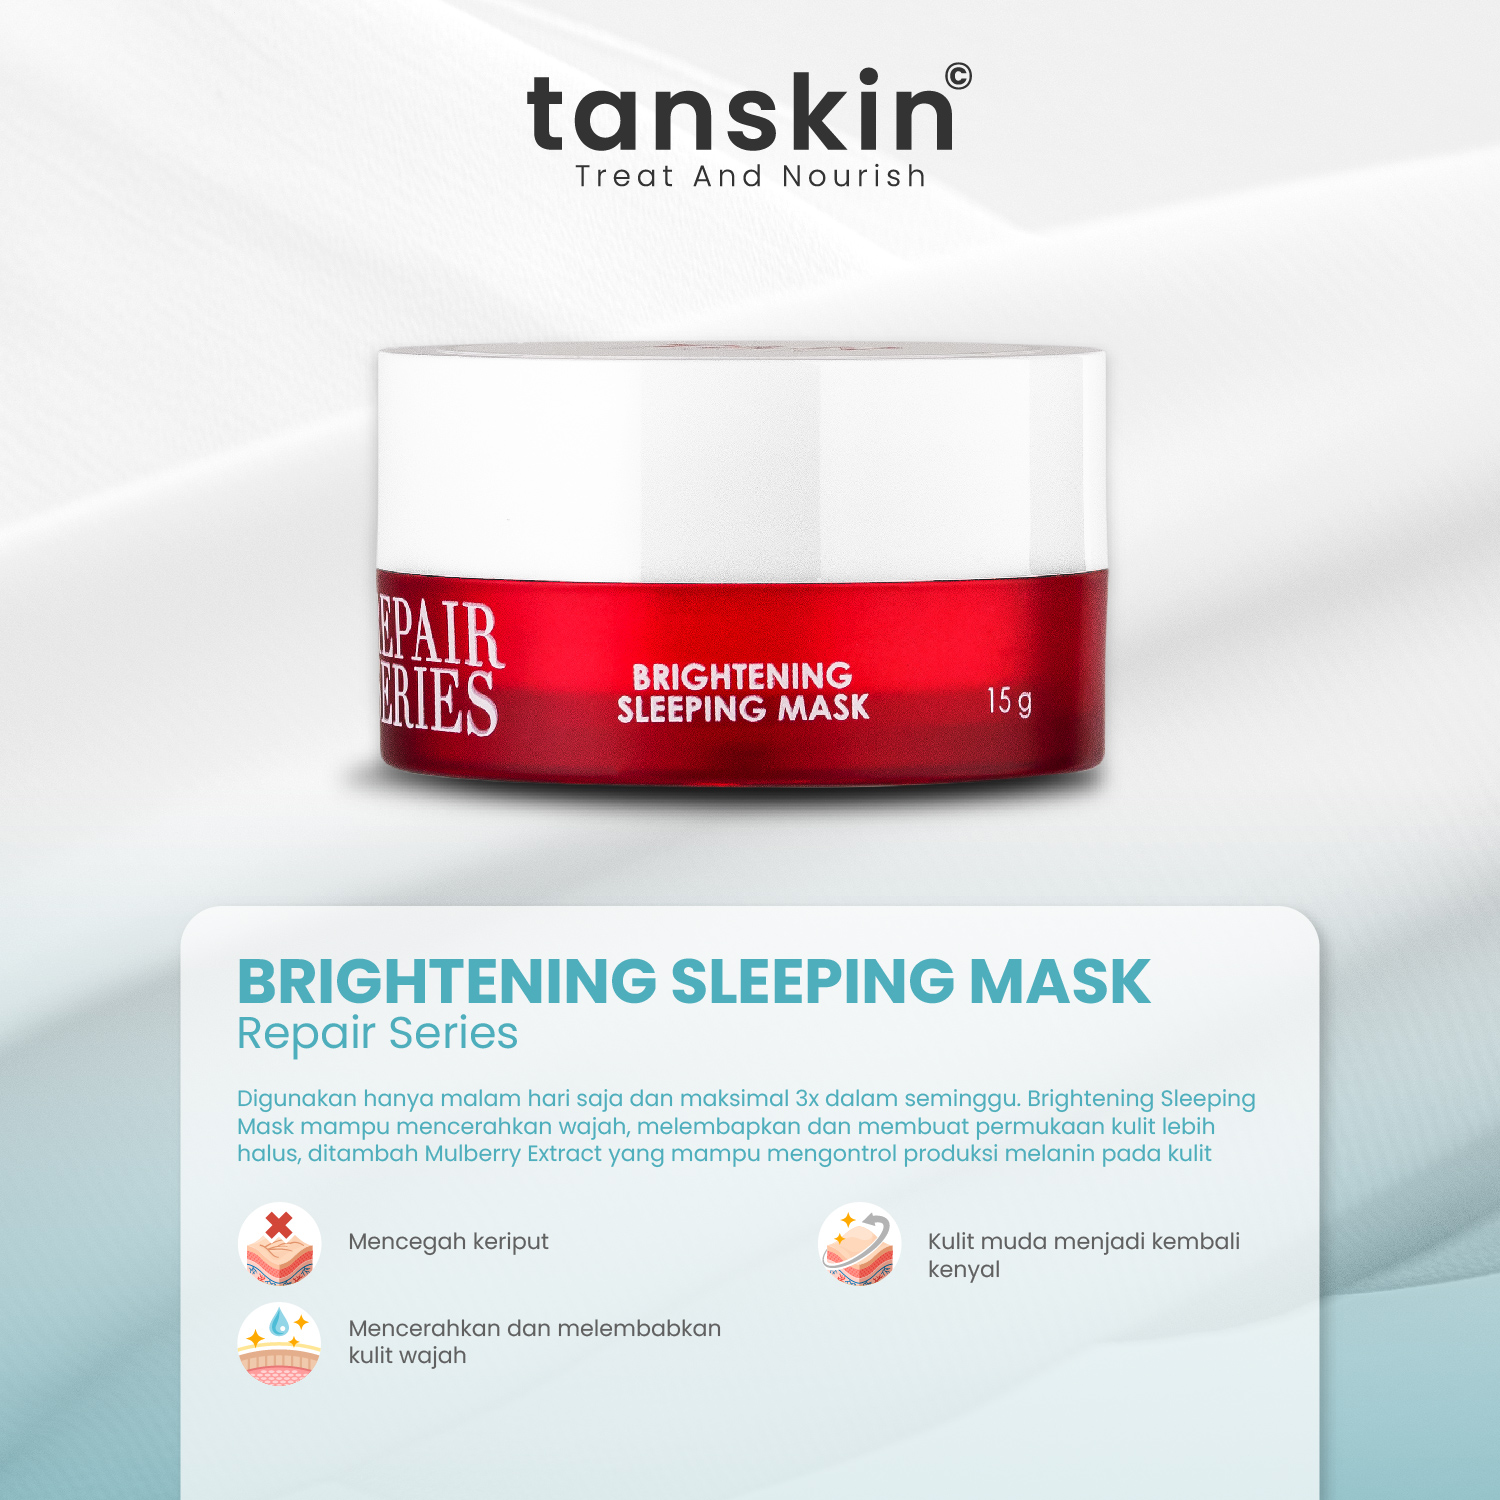 tanskin©
Treat And Nourish
EPAIR
ERIES
BRIGHTENING
SLEEPING MASK
15 g
BRIGHTENING SLEEPING MASK
Repair Series
Digunakan hanya malam hari saja dan maksimal 3x dalam seminggu. Brightening Sleeping
Mask mampu mencerahkan wajah, melembapkan dan membuat permukaan kulit lebih
halus, ditambah Mulberry Extract yang mampu mengontrol produksi melanin pada kulit
Mencegah keriput
Kulit muda menjadi kembali
kenyal
Mencerahkan dan melembabkan
kulit wajah